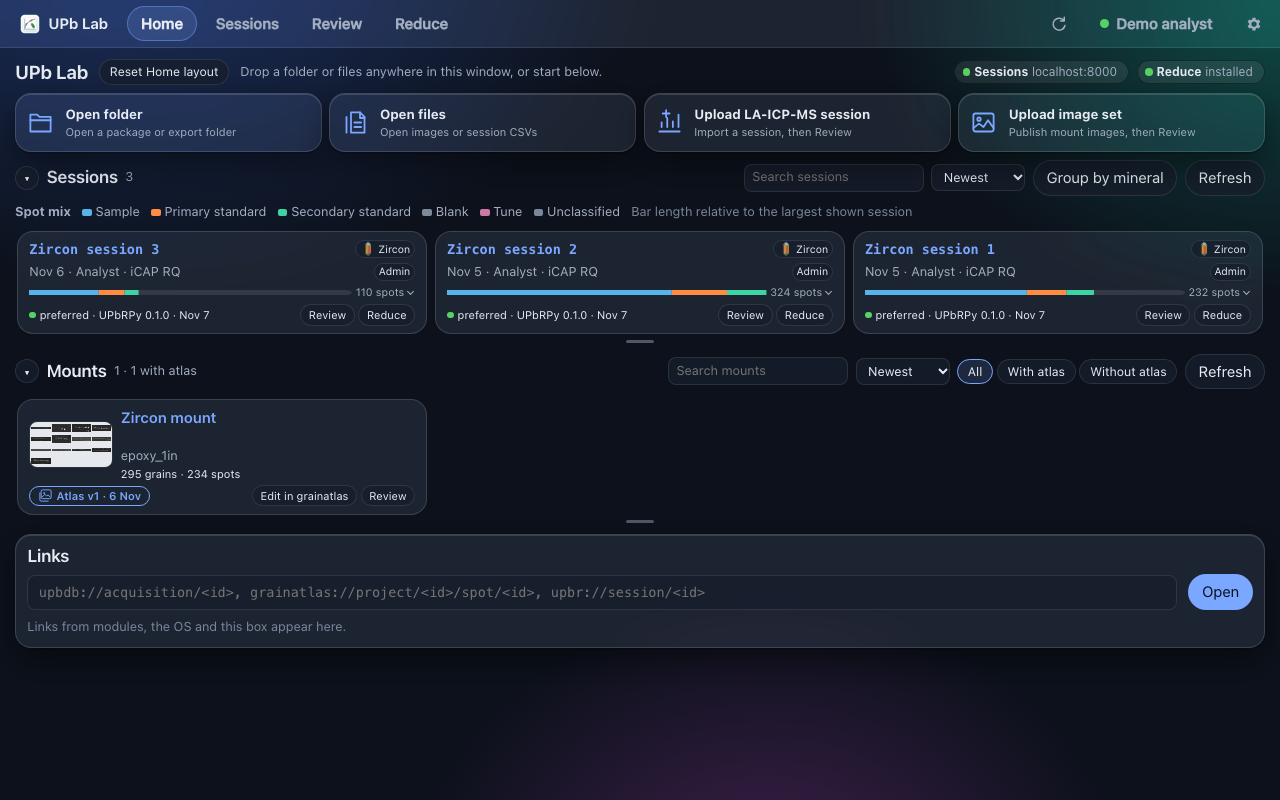 UPb Lab Home Sessions Review Reduce Demo analyst
UPb Lab Reset Home layout Drop a folder or files anywhere in this window, or start below. Sessions localhost:8000 Reduce installed
Open folder
Open a package or export folder
Open files
Open images or session CSVs
Upload LA-ICP-MS session
Import a session, then Review
Upload image set
Publish mount images, then Review
Sessions 3 Search sessions Newest Group by mineral Refresh
Spot mix Sample Primary standard Secondary standard Blank Tune Unclassified Bar length relative to the largest shown session
Zircon session 3 Zircon
Nov 6 · Analyst · iCAP RQ Admin
110 spots
preferred · UPbRPy 0.1.0 · Nov 7 Review Reduce
Zircon session 2 Zircon
Nov 5 · Analyst · iCAP RQ Admin
324 spots
preferred · UPbRPy 0.1.0 · Nov 7 Review Reduce
Zircon session 1 Zircon
Nov 5 · Analyst · iCAP RQ Admin
232 spots
preferred · UPbRPy 0.1.0 · Nov 7 Review Reduce
Mounts 1 · 1 with atlas Search mounts Newest All With atlas Without atlas Refresh
Zircon mount
epoxy_1in
295 grains · 234 spots
Atlas v1 · 6 Nov Edit in grainatlas Review
Links
upbdb://acquisition/<id>, grainatlas://project/<id>/spot/<id>, upbr://session/<id> Open
Links from modules, the OS and this box appear here.